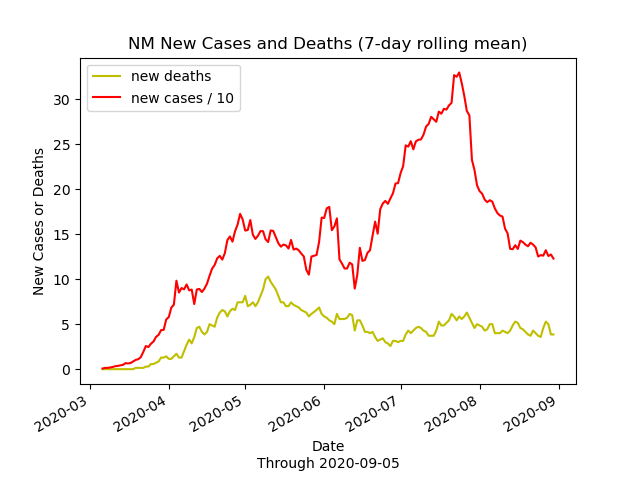 NM New Cases and Deaths (7-day rolling mean)
new deaths
new cases / 10
New Cases or Deaths
30
25
20
15
10
5
0
2020-03
2020-04
2020-05
2020-06
2020-07
2020-08
2020-09
Date
Through 2020-09-05